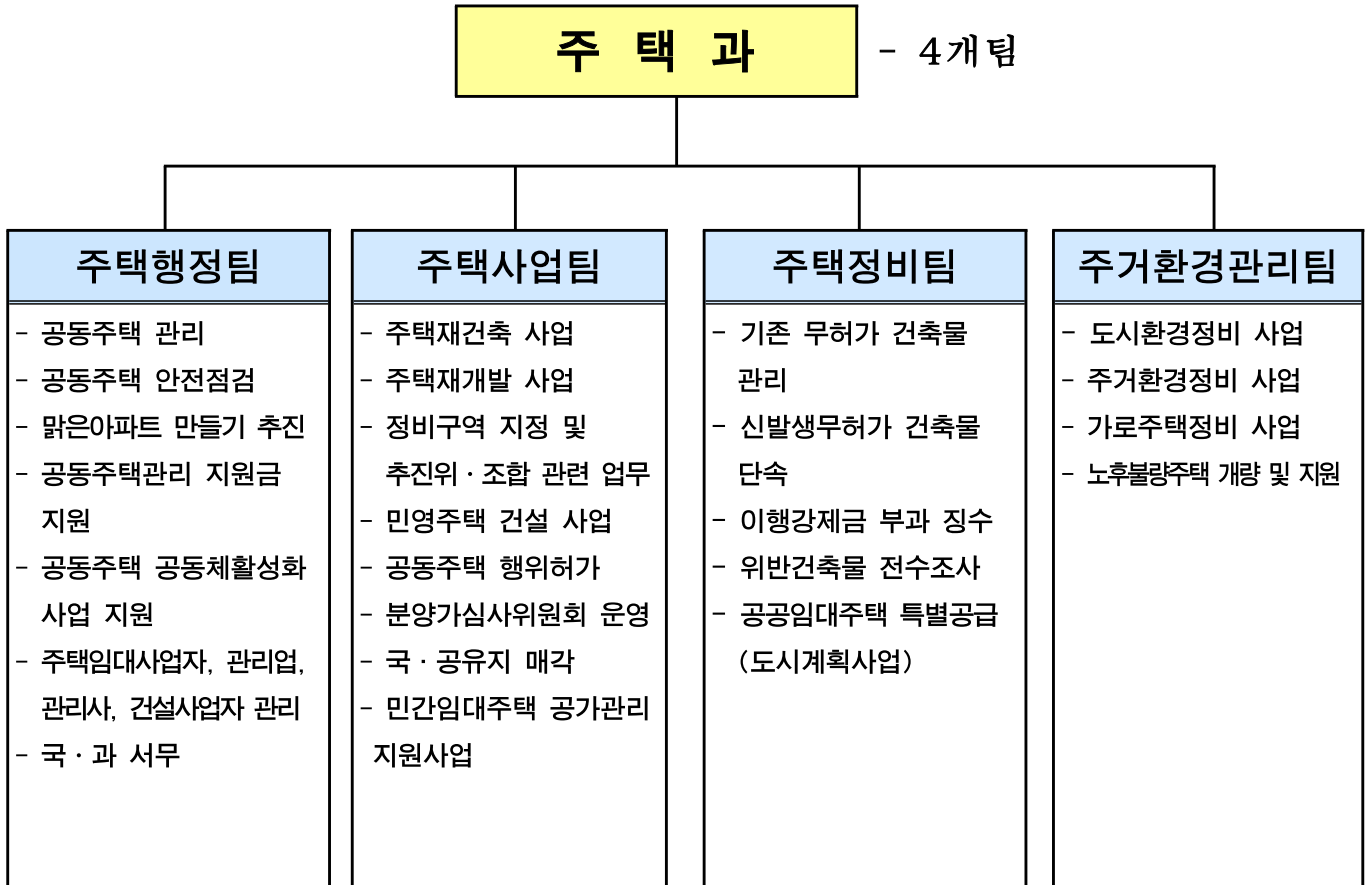 주 택 과
- 4개팀
주택행정팀
- 공동주택 관리
- 공동주택 안전점검
- 맑은아파트 만들기 추진
- 공동주택관리 지원금
지원
- 공동주택 공동체활성화
사업 지원
- 주택임대사업자, 관리업,
관리사, 건설사업자 관리
- 국·과 서무
주택사업팀
- 주택재건축 사업
- 주택재개발 사업
- 정비구역 지정 및
추진위·조합 관련 업무
- 민영주택 건설 사업
- 공동주택 행위허가
- 분양가심사위원회 운영
- 국·공유지 매각
- 민간임대주택 공가관리
지원사업
주택정비팀
- 기존 무허가 건축물
관리
- 신발생무허가 건축물
단속
- 이행강제금 부과 징수
- 위반건축물 전수조사
- 공공임대주택 특별공급
(도시계획사업)
주거환경관리팀
- 도시환경정비 사업
- 주거환경정비 사업
- 가로주택정비 사업
- 노후불량주택 개량 및 지원